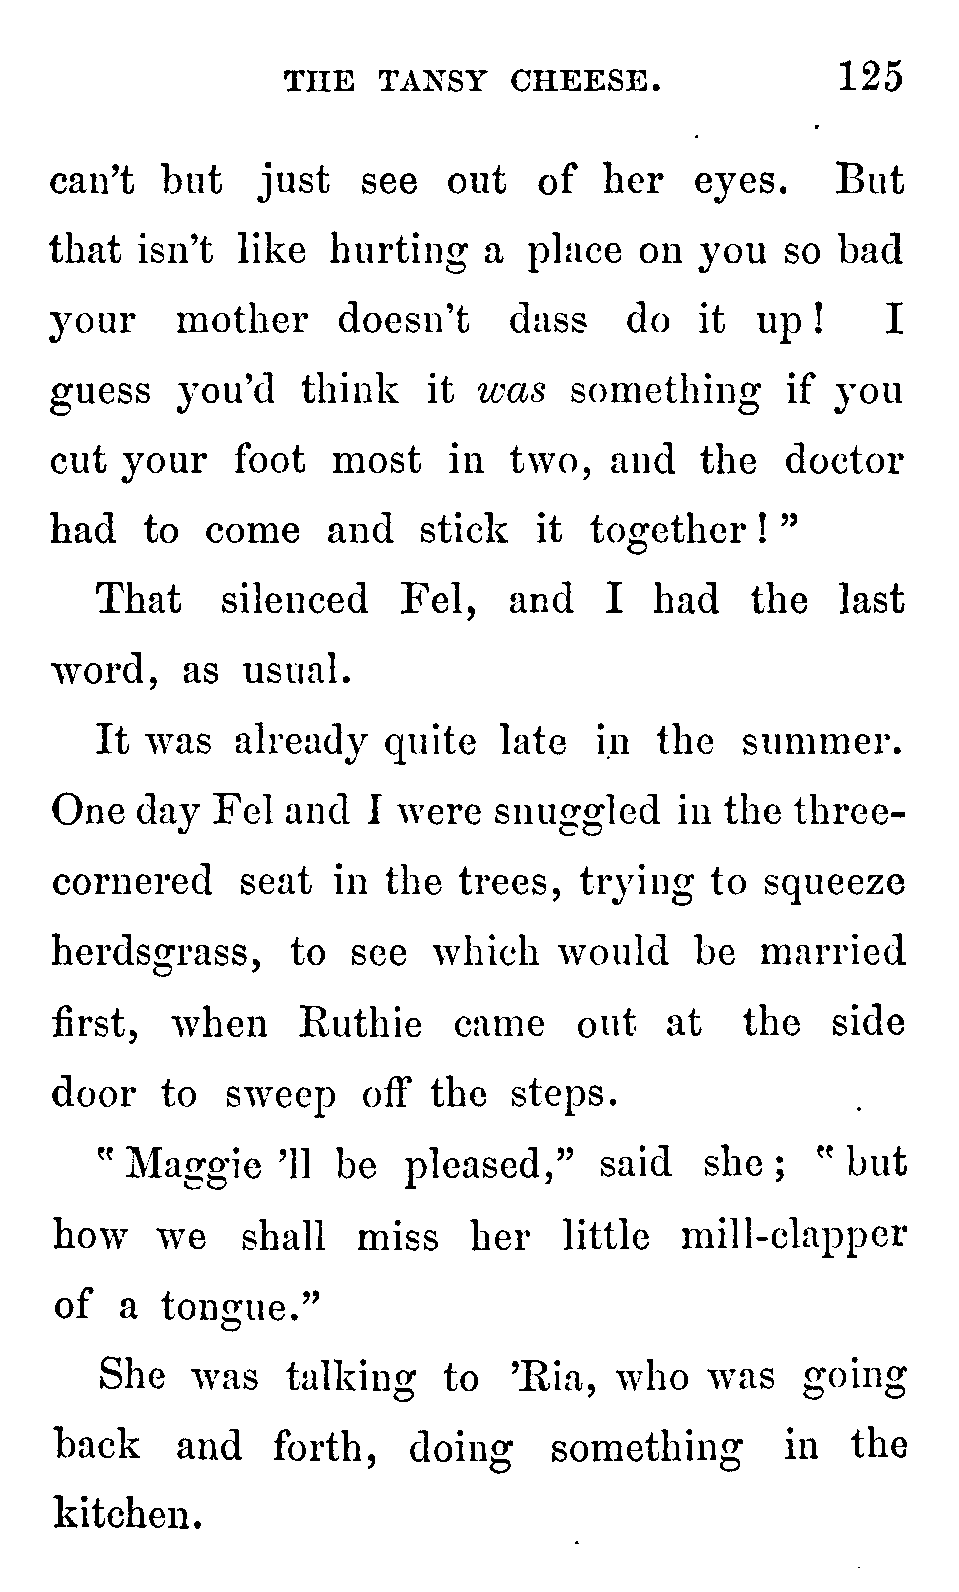 THE TANSY CHEESE. 125
can't but just see out of her eyes. But
that isn't like hurting a place on you so bad
your mother doesn't dass do it up! I
guess you'd think it was something if you
cut your foot most in two, and the doctor
had to come and stick it together!"
That silenced Fel, and I had the last
word, as usual.
It was already quite late in the summer.
One day Fel and I were snuggled in the three-
cornered seat in the trees, trying to squeeze
herdsgrass, to see which would be married
first, when Ruthie came out at the side
door to sweep off the steps.
"Maggie 'll be pleased," said she; "but
how we shall miss her little mill-clapper
of a tongue."
She was talking to 'Ria, who was going
back and forth, doing something in the
kitchen.